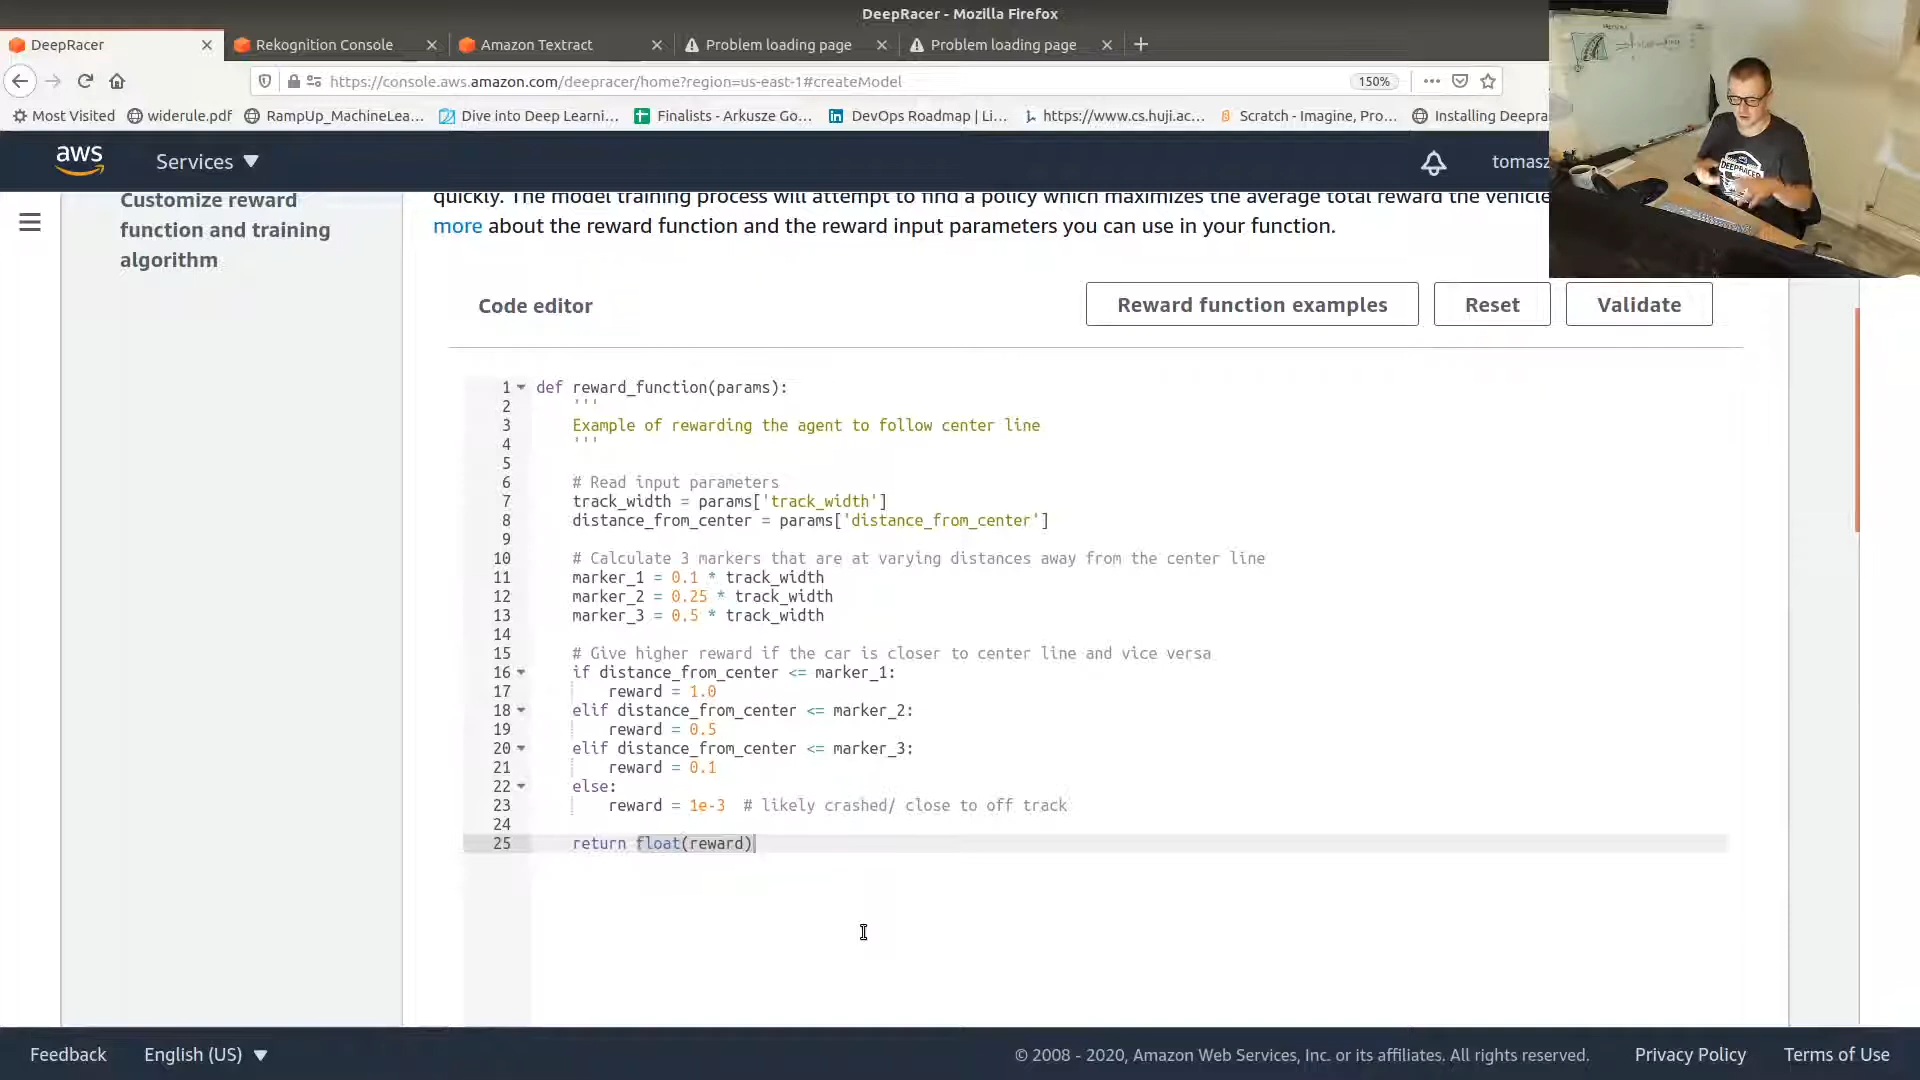 DeepRacer - Mozilla Firefox
DeepRacer
Rekognition Console
Amazon Textract
Problem loading page
Problem loading page
https://console.aws.amazon.com/deepracer/home?region=us-east-1#createModel
150%
Most Visited
widerule.pdf
RampUp_MachineLea...
Dive into Deep Learni...
Finalists - Arkusze Go...
DevOps Roadmap | Li...
https://www.cs.huji.ac...
Scratch - Imagine, Pro...
Installing Deepra
aws
Services
tomasz
DEEPRACER
Customize reward
function and training
algorithm
quickly. The model training process will attempt to find a policy which maximizes the average total reward the vehicle
more about the reward function and the reward input parameters you can use in your function.
Code editor
Reward function examples
Reset
Validate
1 def reward_function(params):
2     '''
3     Example of rewarding the agent to follow center line
4     '''
5
6     # Read input parameters
7     track_width = params['track_width']
8     distance_from_center = params['distance_from_center']
9
10     # Calculate 3 markers that are at varying distances away from the center line
11     marker_1 = 0.1 * track_width
12     marker_2 = 0.25 * track_width
13     marker_3 = 0.5 * track_width
14
15     # Give higher reward if the car is closer to center line and vice versa
16     if distance_from_center <= marker_1:
17         reward = 1.0
18     elif distance_from_center <= marker_2:
19         reward = 0.5
20     elif distance_from_center <= marker_3:
21         reward = 0.1
22     else:
23         reward = 1e-3  # likely crashed/ close to off track
24
25     return float(reward)
Feedback
English (US)
© 2008 - 2020, Amazon Web Services, Inc. or its affiliates. All rights reserved.
Privacy Policy
Terms of Use